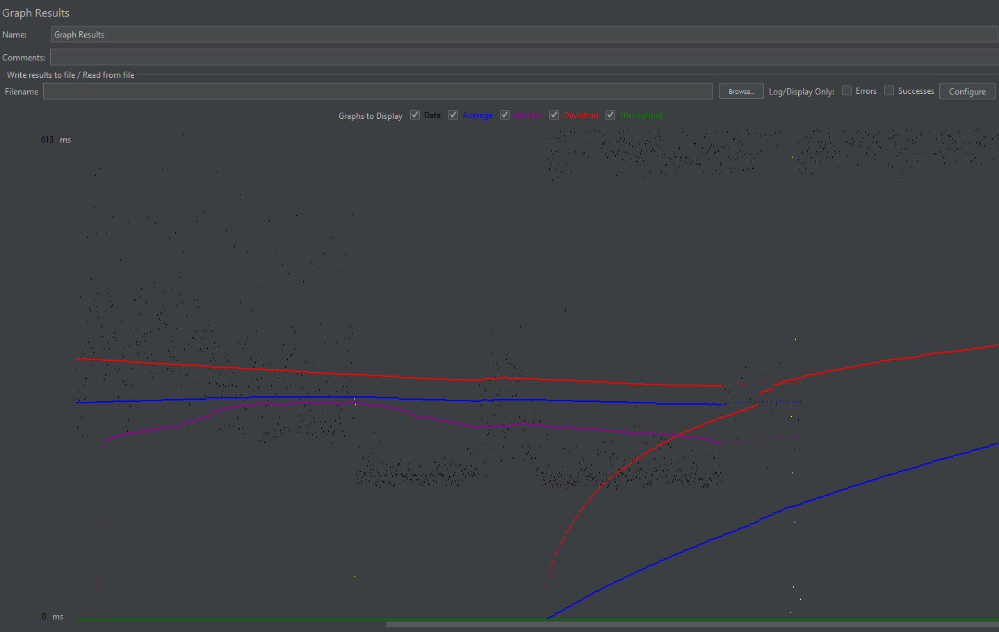 Graph Results
Name: Graph Results
Comments:
Write results to file / Read from file
Filename Browse... Log/Display Only: Errors Successes Configure
Graphs to Display Data Average Median Deviation Throughput
613 ms
0 ms